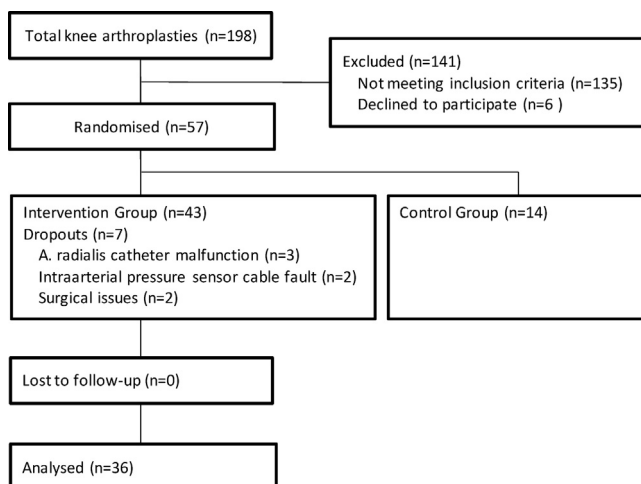 Total knee arthroplasties (n=198)
Excluded (n=141)
Not meeting inclusion criteria (n=135)
Declined to participate (n=6 )
Randomised (n=57)
Intervention Group (n=43)
Dropouts (n=7)
A. radialis catheter malfunction (n=3)
Intraarterial pressure sensor cable fault (n=2)
Surgical issues (n=2)
Control Group (n=14)
Lost to follow-up (n=0)
Analysed (n=36)